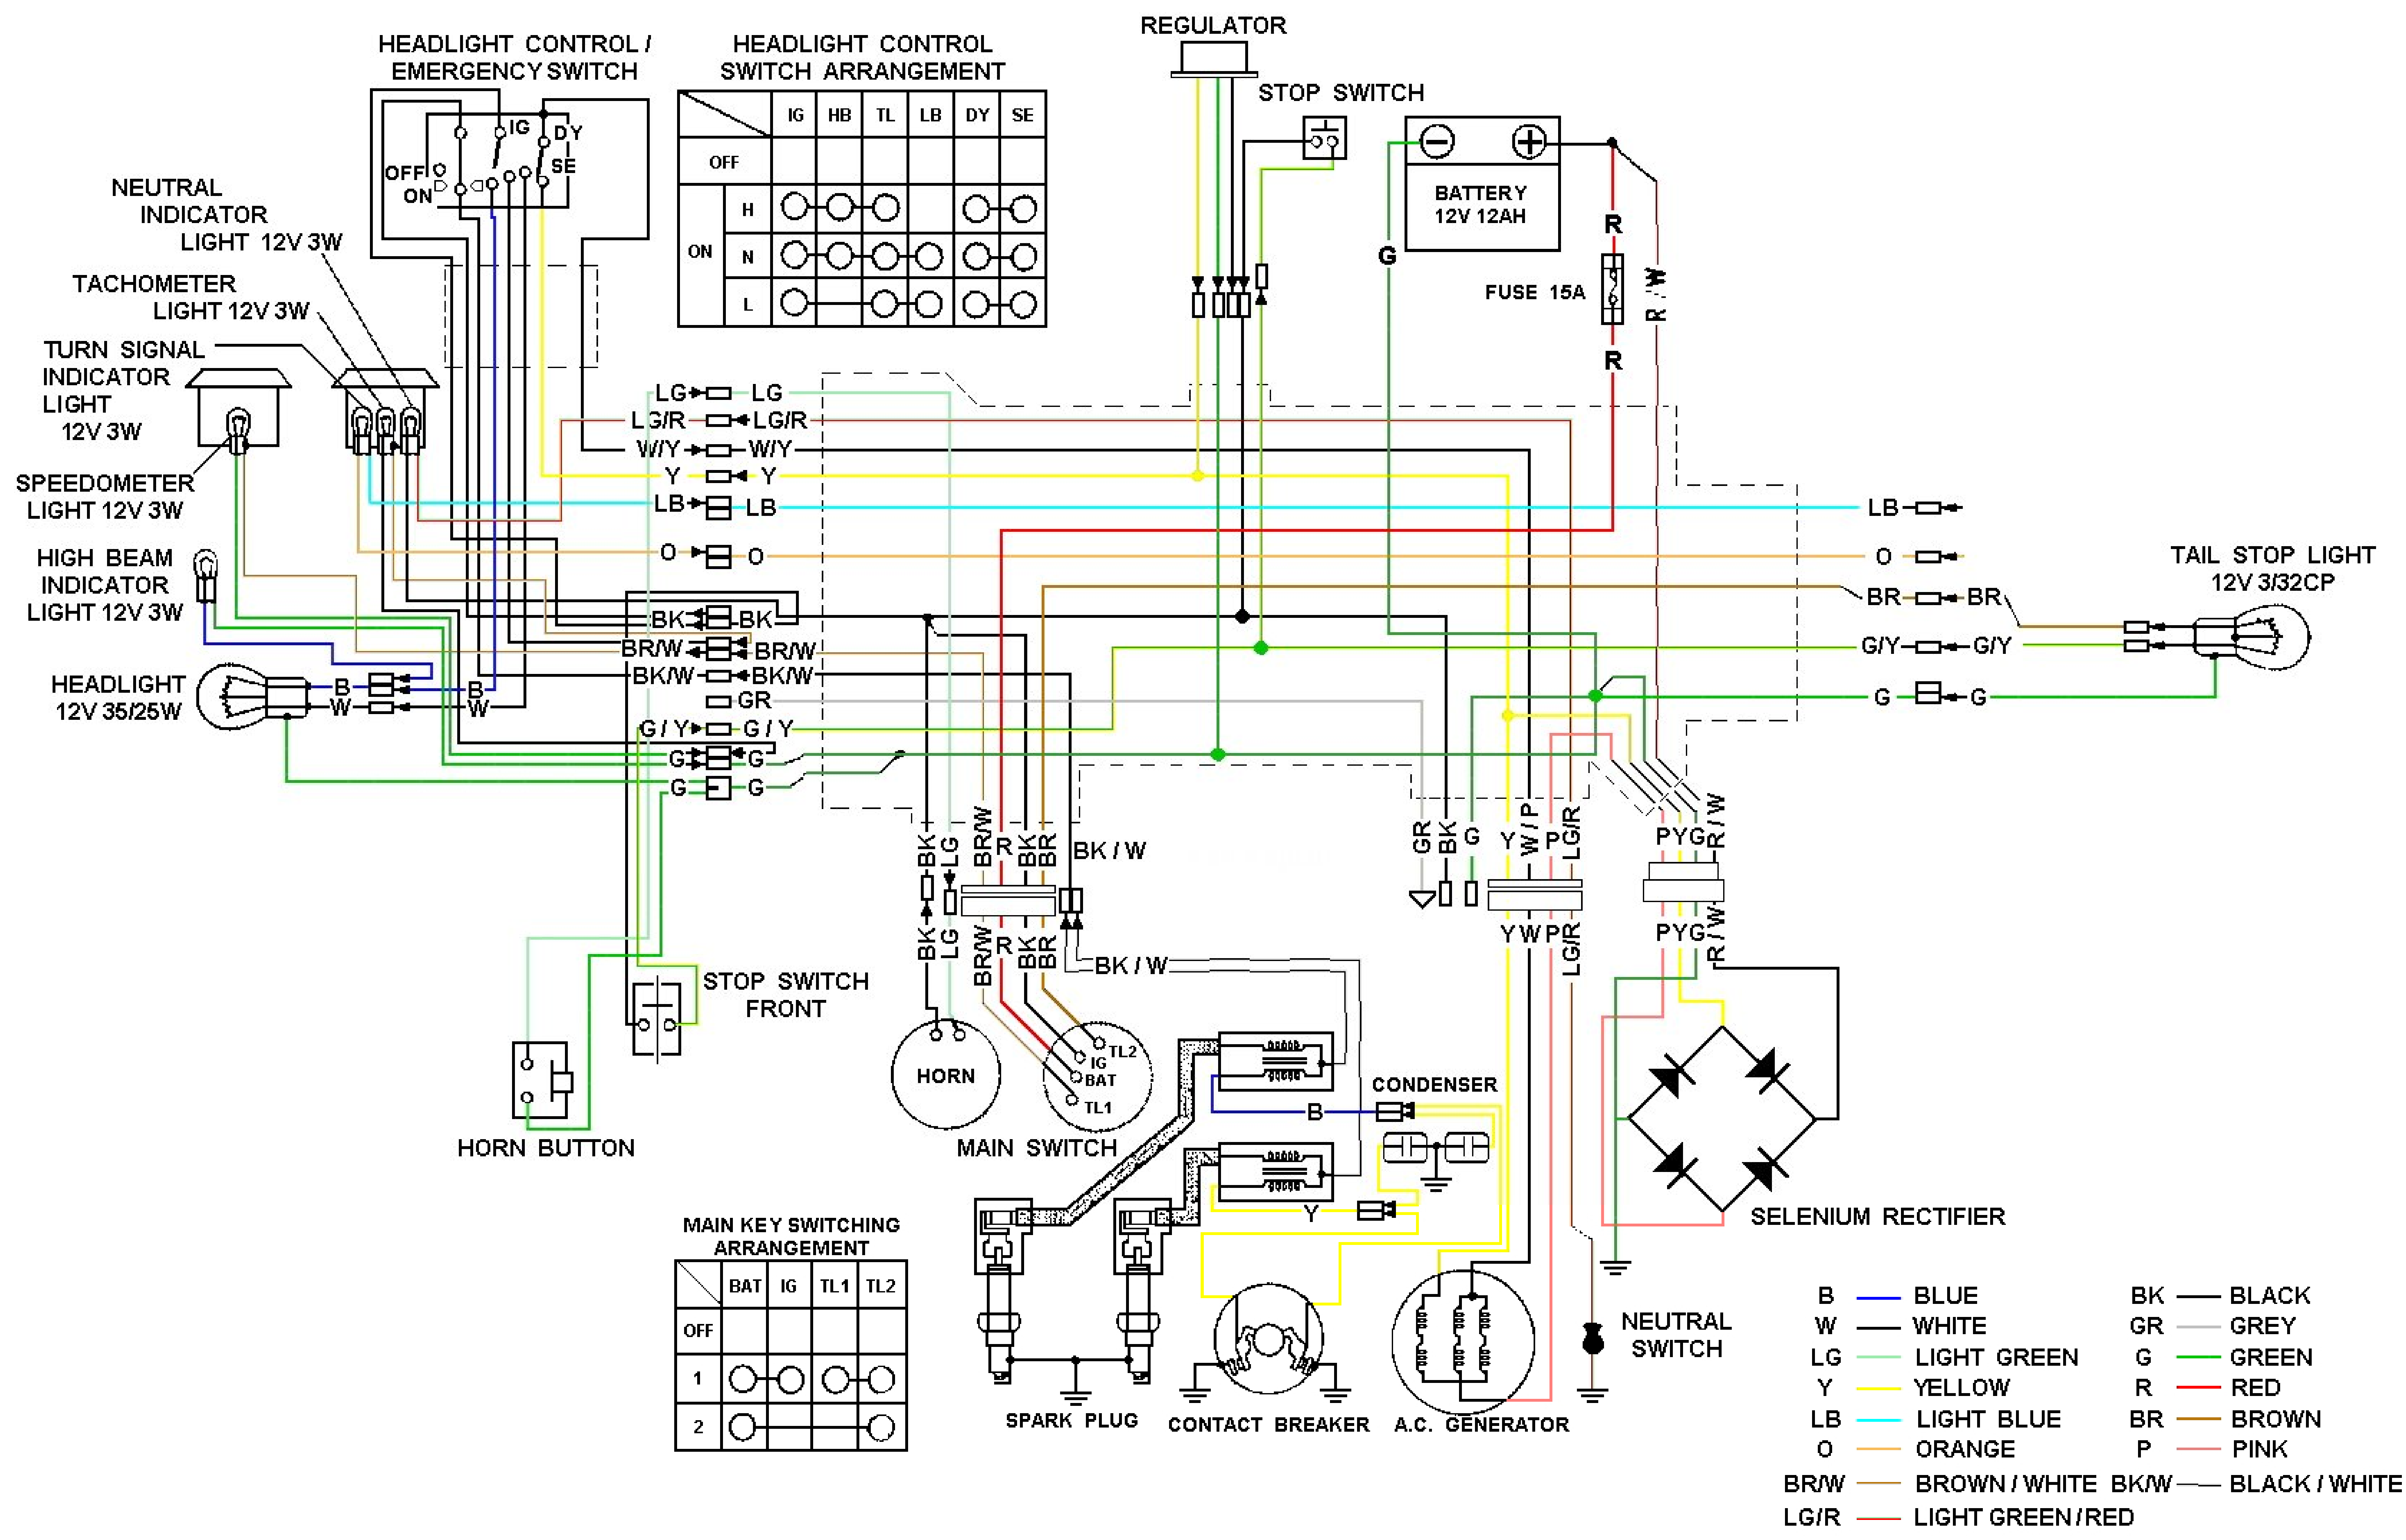 REGULATOR
HEADLIGHT CONTROL /
EMERGENCY SWITCH
HEADLIGHT CONTROL
SWITCH ARRANGEMENT
STOP SWITCH
IG
DY
SE
OFF
ON
IG HB TL LB DY SE
OFF
ON
H
N
L
BATTERY
12V 12AH
G
R
FUSE 15A
R/W
R
NEUTRAL
INDICATOR
LIGHT 12V 3W
TACHOMETER
LIGHT 12V 3W
TURN SIGNAL
INDICATOR
LIGHT
12V 3W
SPEEDOMETER
LIGHT 12V 3W
HIGH BEAM
INDICATOR
LIGHT 12V 3W
HEADLIGHT
12V 35/25W
B
W
B
W
LG LG
LG/R LG/R
W/Y W/Y
Y Y
LB LB
O O
BK BK
BR/W BR/W
BK/W BK/W
GR
G/Y G/Y
G G
G G
LB
O
BR BR
G/Y G/Y
G G
TAIL STOP LIGHT
12V 3/32CP
BK LG BR/W R BK BR BK/W
GR BK G Y W/P P LG/R
P Y G R/W
BK LG BR/W R BK BR
BK/W
Y W P LG/R
P Y G R/W
STOP SWITCH
FRONT
HORN BUTTON
HORN
TL2
IG
BAT
TL1
MAIN SWITCH
CONDENSER
B
Y
SELENIUM RECTIFIER
MAIN KEY SWITCHING
ARRANGEMENT
BAT IG TL1 TL2
OFF
1
2
SPARK PLUG
CONTACT BREAKER
A.C. GENERATOR
NEUTRAL
SWITCH
B BLUE
W WHITE
LG LIGHT GREEN
Y YELLOW
LB LIGHT BLUE
O ORANGE
BR/W BROWN / WHITE
LG/R LIGHT GREEN/RED
BK BLACK
GR GREY
G GREEN
R RED
BR BROWN
P PINK
BK/W BLACK / WHITE